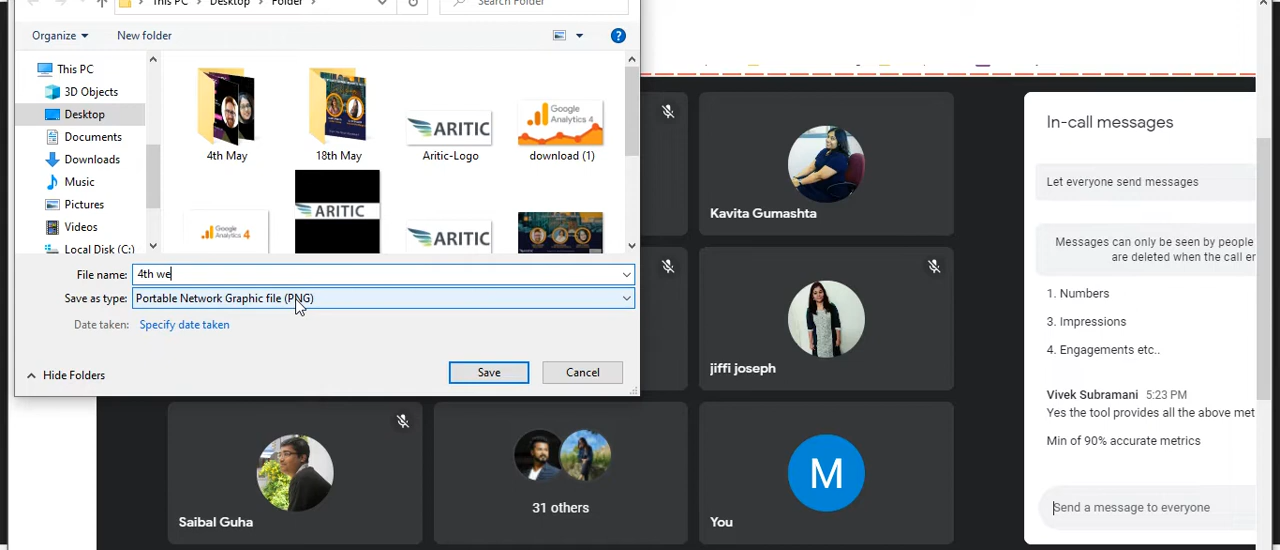 This PC > Desktop > Folder >
Search Folder
Organize
New folder
This PC
3D Objects
Desktop
Documents
Downloads
Music
Pictures
Videos
Local Disk (C:)
4th May
18th May
ARITIC
Aritic-Logo
Google
Analytics 4
download (1)
Google
Analytics 4
ARITIC
ARITIC
File name: 4th we
Save as type: Portable Network Graphic file (PNG)
Date taken: Specify date taken
Hide Folders
Save
Cancel
Kavita Gumashta
jiffi joseph
Saibal Guha
31 others
M
You
In-call messages
Let everyone send messages
Messages can only be seen by people
are deleted when the call en
1. Numbers
3. Impressions
4. Engagements etc..
Vivek Subramani 5:23 PM
Yes the tool provides all the above met
Min of 90% accurate metrics
Send a message to everyone